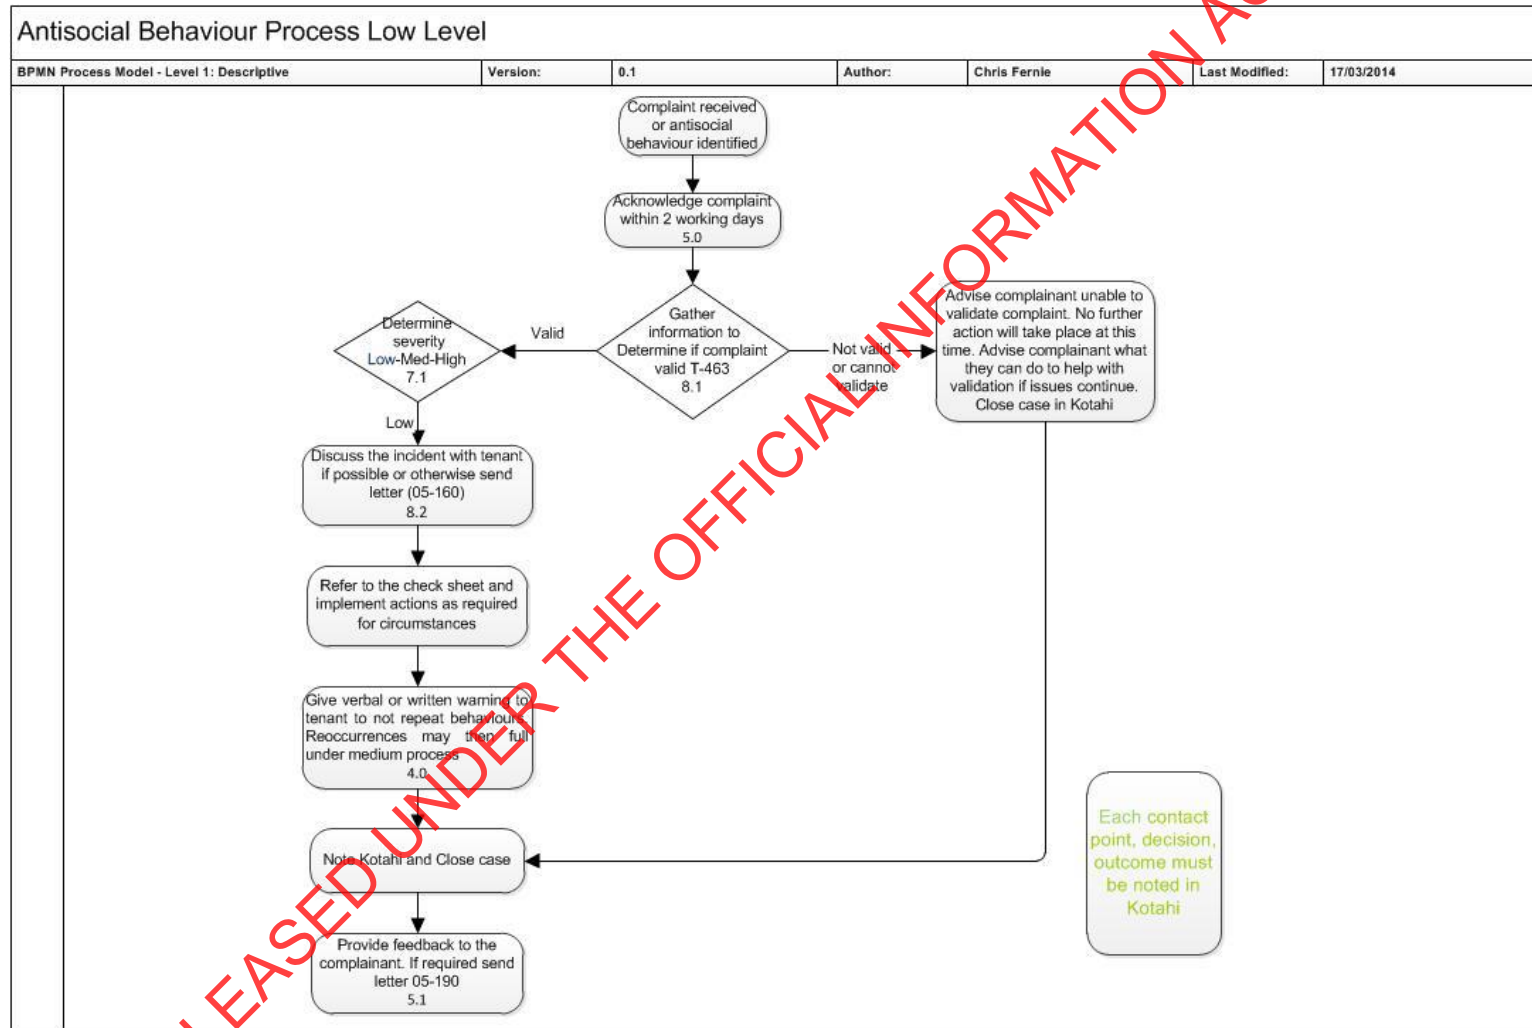 Antisocial Behaviour Process Low Level
BPMN Process Model - Level 1: Descriptive Version: 0.1 Author: Chris Fernie Last Modified: 17/03/2014
Complaint received
or antisocial
behaviour identified
Acknowledge complaint
within 2 working days
5.0
Gather
information to
Determine if complaint
valid T-463
8.1
Valid
Not valid
or cannot
validate
Determine
severity
Low-Med-High
7.1
Advise complainant unable to
validate complaint. No further
action will take place at this
time. Advise complainant what
they can do to help with
validation if issues continue.
Close case in Kotahi
Low
Discuss the incident with tenant
if possible or otherwise send
letter (05-160)
8.2
Refer to the check sheet and
implement actions as required
for circumstances
Give verbal or written warning to
tenant to not repeat behaviours.
Reoccurrences may then full
under medium process
4.0
Note Kotahi and Close case
Provide feedback to the
complainant. If required send
letter 05-190
5.1
Each contact
point, decision,
outcome must
be noted in
Kotahi
LEASED UNDER THE OFFICIAL INFORMATION AC